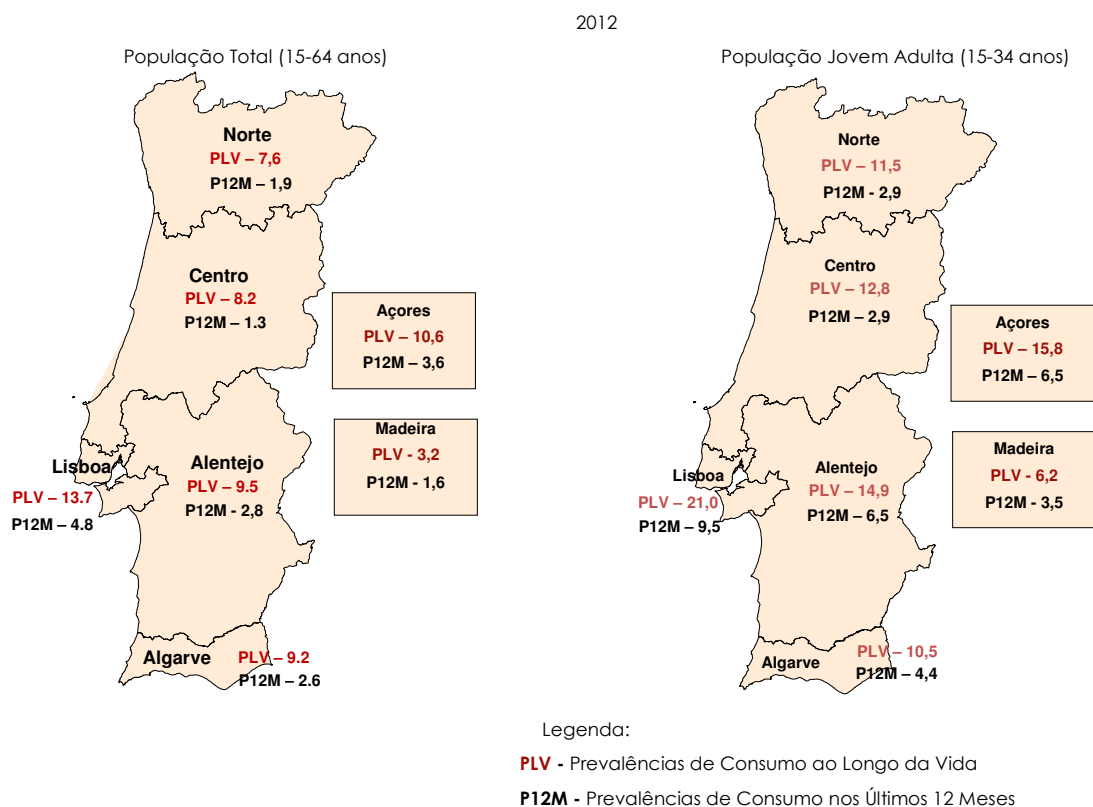 2012
População Total (15-64 anos)
Norte
PLV – 7,6
P12M – 1,9
Centro
PLV – 8.2
P12M – 1.3
Açores
PLV – 10,6
P12M – 3,6
Madeira
PLV - 3,2
P12M - 1,6
Lisboa
PLV – 13.7
P12M – 4.8
Alentejo
PLV – 9.5
P12M - 2,8
Algarve
PLV – 9.2
P12M – 2.6
População Jovem Adulta (15-34 anos)
Norte
PLV – 11,5
P12M - 2,9
Centro
PLV – 12,8
P12M – 2,9
Açores
PLV – 15,8
P12M – 6,5
Madeira
PLV - 6,2
P12M - 3,5
Lisboa
PLV – 21,0
P12M – 9,5
Alentejo
PLV – 14,9
P12M – 6,5
Algarve
PLV – 10,5
P12M – 4,4
Legenda:
PLV - Prevalências de Consumo ao Longo da Vida
P12M - Prevalências de Consumo nos Últimos 12 Meses